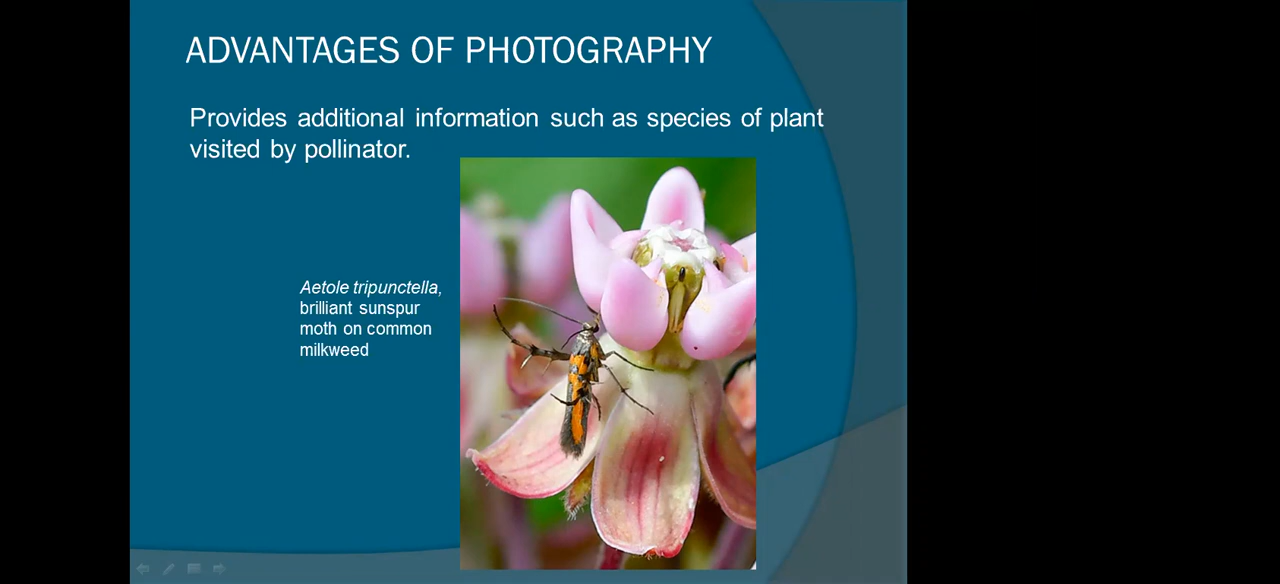 ADVANTAGES OF PHOTOGRAPHY
Provides additional information such as species of plant
visited by pollinator.
Aetole tripunctella,
brilliant sunspur
moth on common
milkweed